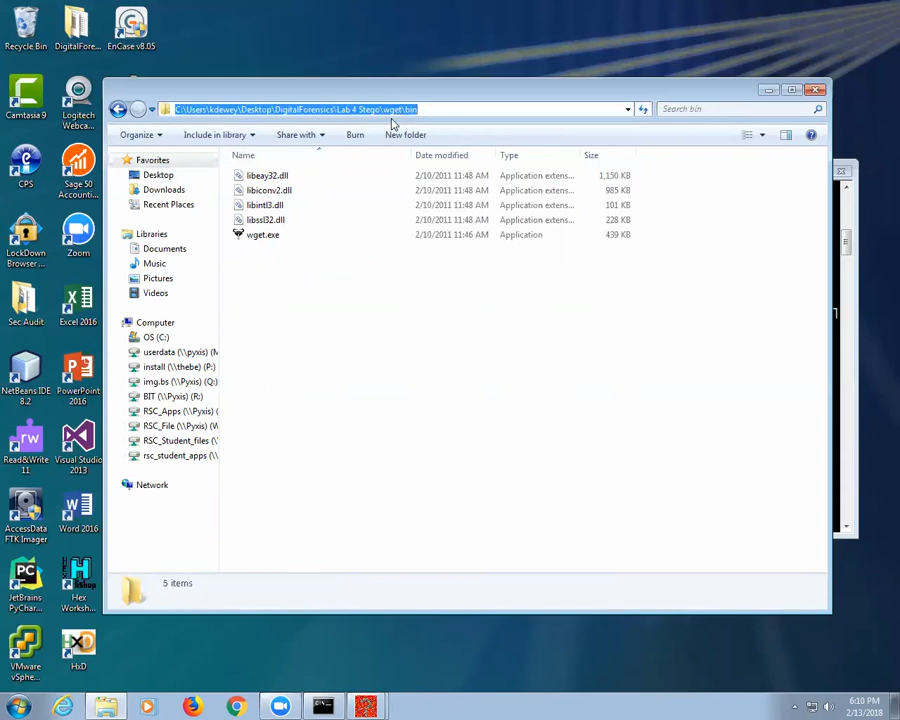 Recycle Bin
DigitalFore...
EnCase v8.05
Camtasia 9
Logitech Webca...
CPS
Sage 50 Accounti...
LockDown Browser ...
Zoom
Sec Audit
Excel 2016
NetBeans IDE 8.2
PowerPoint 2016
Read&Write 11
Visual Studio 2013
AccessData FTK Imager
Word 2016
JetBrains PyChar...
Hex Worksh...
VMware vSphe...
HxD
C:\Users\kdewey\Desktop\DigitalForensics\Lab 4 Stego\wget\bin
Search bin
Organize Include in library Share with Burn New folder
Name Date modified Type Size
libeay32.dll 2/10/2011 11:48 AM Application extens... 1,150 KB
libiconv2.dll 2/10/2011 11:48 AM Application extens... 985 KB
libintl3.dll 2/10/2011 11:48 AM Application extens... 101 KB
libssl32.dll 2/10/2011 11:48 AM Application extens... 228 KB
wget.exe 2/10/2011 11:46 AM Application 439 KB
Favorites
Desktop
Downloads
Recent Places
Libraries
Documents
Music
Pictures
Videos
Computer
OS (C:)
userdata (\\pyxis) (M
install (\\thebe) (P:)
img.bs (\\Pyxis) (Q:)
BIT (\\Pyxis) (R:)
RSC_Apps (\\Pyxis) (
RSC_File (\\Pyxis) (
RSC_Student_files (\
rsc_student_apps (\\
Network
5 items
6:10 PM
2/13/2018